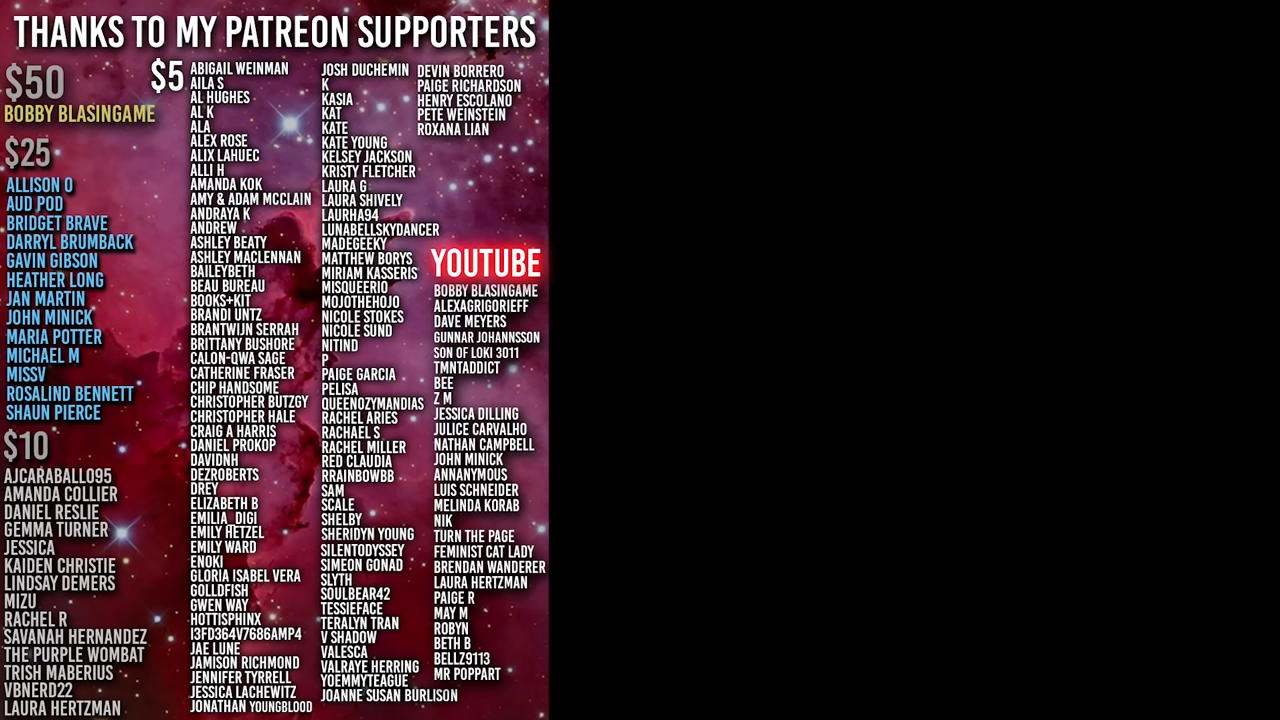 THANKS TO MY PATREON SUPPORTERS
$50
BOBBY BLASINGAME
$25
ALLISON O
AUD POD
BRIDGET BRAVE
DARRYL BRUMBACK
GAVIN GIBSON
HEATHER LONG
JAN MARTIN
JOHN MINICK
MARIA POTTER
MICHAEL M
MISSV
ROSALIND BENNETT
SHAUN PIERCE
$10
AJCARABALLO95
AMANDA COLLIER
DANIEL RESLIE
GEMMA TURNER
JESSICA
KAIDEN CHRISTIE
LINDSAY DEMERS
MIZU
RACHEL R
SAVANAH HERNANDEZ
THE PURPLE WOMBAT
TRISH MABERIUS
VBNERD22
LAURA HERTZMAN
$5
ABIGAIL WEINMAN
AILA S
AL HUGHES
AL K
ALA
ALEX ROSE
ALIX LAHUEC
ALLI H
AMANDA KOK
AMY & ADAM MCCLAIN
ANDRAYA K
ANDREW
ASHLEY BEATY
ASHLEY MACLENNAN
BAILEYBETH
BEAU BUREAU
BOOKS+KIT
BRANDI UNTZ
BRANTWIJN SERRAH
BRITTANY BUSHORE
CALON-QWA SAGE
CATHERINE FRASER
CHIP HANDSOME
CHRISTOPHER BUTZGY
CHRISTOPHER HALE
CRAIG A HARRIS
DANIEL PROKOP
DAVIDNH
DEZROBERTS
DREY
ELIZABETH B
EMILIA_DIGI
EMILY HETZEL
EMILY WARD
ENOKI
GLORIA ISABEL VERA
GOLLDFISH
GWEN WAY
HOTTISPHINX
I3FD364V7686AMP4
JAE LUNE
JAMISON RICHMOND
JENNIFER TYRRELL
JESSICA LACHEWITZ
JONATHAN YOUNGBLOOD
JOSH DUCHEMIN
K
KASIA
KAT
KATE
KATE YOUNG
KELSEY JACKSON
KRISTY FLETCHER
LAURA G
LAURA SHIVELY
LAURHA94
LUNABELLSKYDANCER
MADEGEEKY
MATTHEW BORYS
MIRIAM KASSERIS
MISQUEERIO
MOJOTHEHOJO
NICOLE STOKES
NICOLE SUND
NITIND
P
PAIGE GARCIA
PELISA
QUEENOZYMANDIAS
RACHEL ARIES
RACHAEL S
RACHEL MILLER
RED CLAUDIA
RRAINBOWBB
SAM
SCALE
SHELBY
SHERIDYN YOUNG
SILENTODYSSEY
SIMEON GONAD
SLYTH
SOULBEAR42
TESSIEFACE
TERALYN TRAN
V SHADOW
VALESCA
VALRAYE HERRING
YOEMMYTEAGUE
JOANNE SUSAN BURLISON
DEVIN BORRERO
PAIGE RICHARDSON
HENRY ESCOLANO
PETE WEINSTEIN
ROXANA LIAN
YOUTUBE
BOBBY BLASINGAME
ALEXAGRIGORIEFF
DAVE MEYERS
GUNNAR JOHANNSSON
SON OF LOKI 3011
TMNTADDICT
BEE
Z M
JESSICA DILLING
JULICE CARVALHO
NATHAN CAMPBELL
JOHN MINICK
ANNANYMOUS
LUIS SCHNEIDER
MELINDA KORAB
NIK
TURN THE PAGE
FEMINIST CAT LADY
BRENDAN WANDERER
LAURA HERTZMAN
PAIGE R
MAY M
ROBYN
BETH B
BELLZ9113
MR POPPART